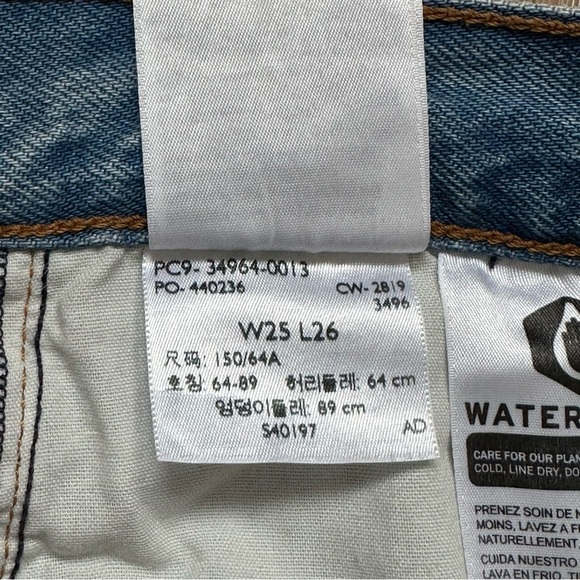 PC9- 34964-0013
PO- 440236 CW- 2819
3496
W25 L26
尺码: 150/64A
호칭: 64-89 허리둘레: 64 cm
엉덩이둘레: 89 cm
S40197 AD
WATER
CARE FOR OUR PLAN
COLD, LINE DRY, DO
PRENEZ SOIN DE N
MOINS, LAVEZ A F
NATURELLEMENT,
CUIDA NUESTRO
LAVA EN FRIO, TI